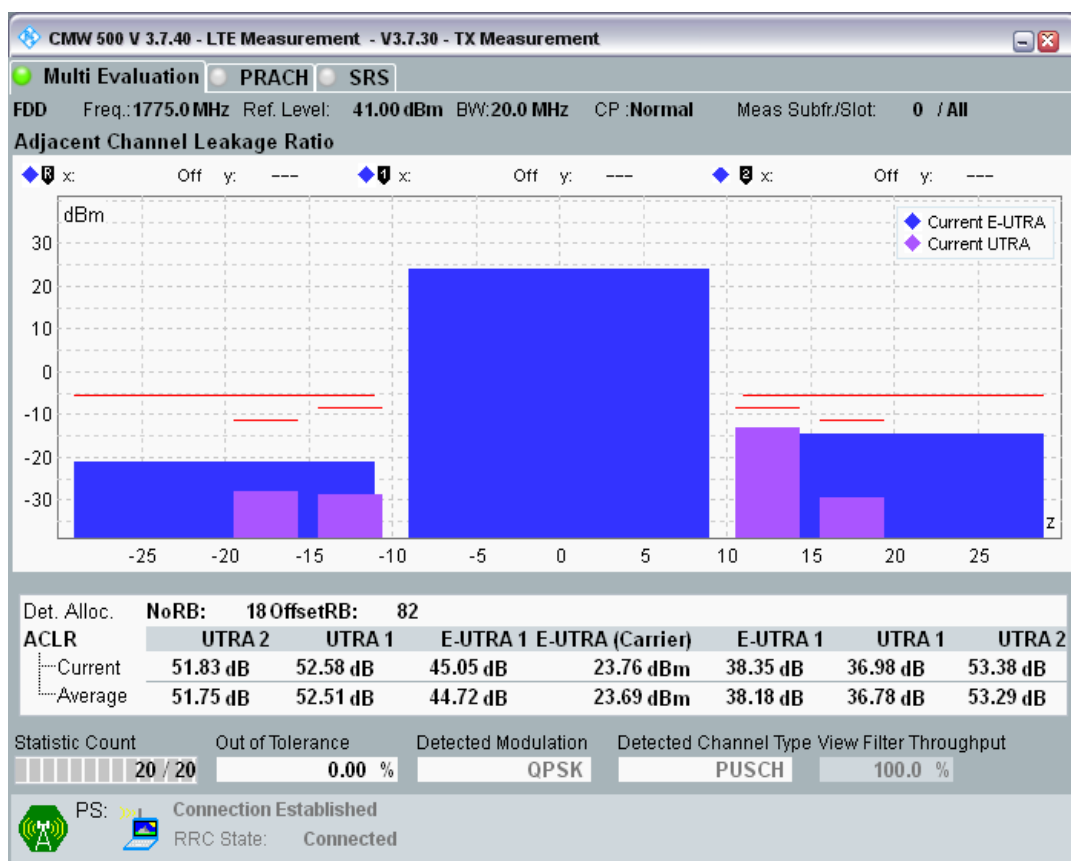 CMW 500 V 3.7.40 - LTE Measurement - V3.7.30 - TX Measurement
Multi Evaluation PRACH SRS
FDD Freq.: 1775.0 MHz Ref. Level: 41.00 dBm BW: 20.0 MHz CP : Normal Meas Subfr./Slot: 0 / All
Adjacent Channel Leakage Ratio
R x: Off y: --- 1 x: Off y: --- 2 x: Off y: ---
dBm
Current E-UTRA
Current UTRA
30
20
10
0
-10
-20
-30
z
-25 -20 -15 -10 -5 0 5 10 15 20 25
Det. Alloc. NoRB: 18 OffsetRB: 82
ACLR UTRA 2 UTRA 1 E-UTRA 1 E-UTRA (Carrier) E-UTRA 1 UTRA 1 UTRA 2
Current 51.83 dB 52.58 dB 45.05 dB 23.76 dBm 38.35 dB 36.98 dB 53.38 dB
Average 51.75 dB 52.51 dB 44.72 dB 23.69 dBm 38.18 dB 36.78 dB 53.29 dB
Statistic Count Out of Tolerance Detected Modulation Detected Channel Type View Filter Throughput
20 / 20 0.00 % QPSK PUSCH 100.0 %
PS: Connection Established
RRC State: Connected